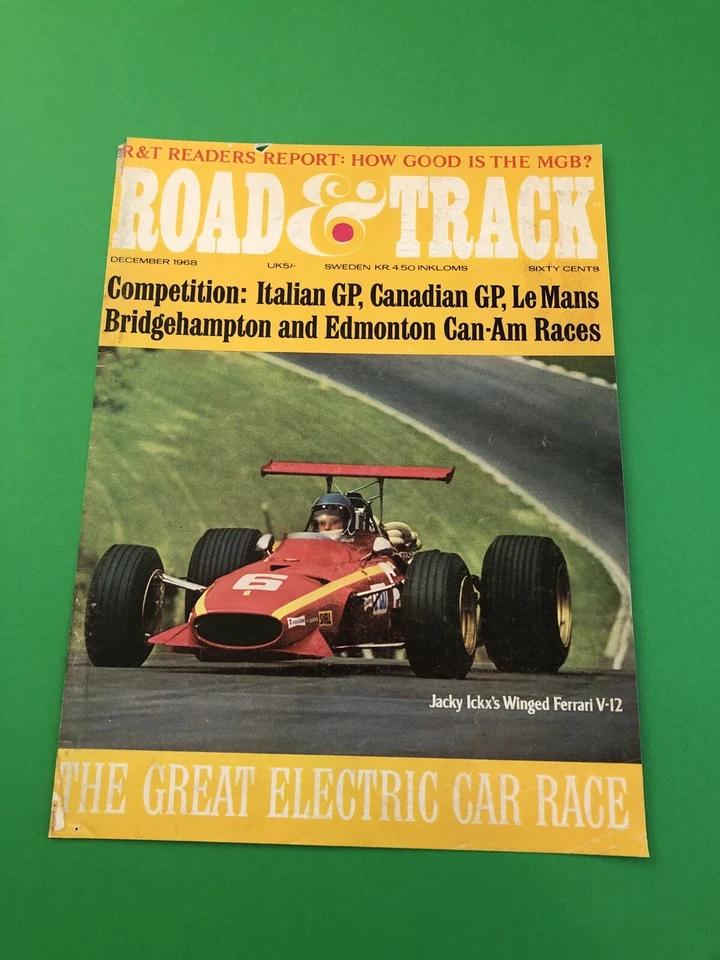 R&T READERS REPORT: HOW GOOD IS THE MGB?
ROAD & TRACK
DECEMBER 1968 UK5/- SWEDEN KR.4.50 INKLOMS SIXTY CENTS
Competition: Italian GP, Canadian GP, Le Mans
Bridgehampton and Edmonton Can-Am Races
6
Jacky Ickx's Winged Ferrari V-12
THE GREAT ELECTRIC CAR RACE